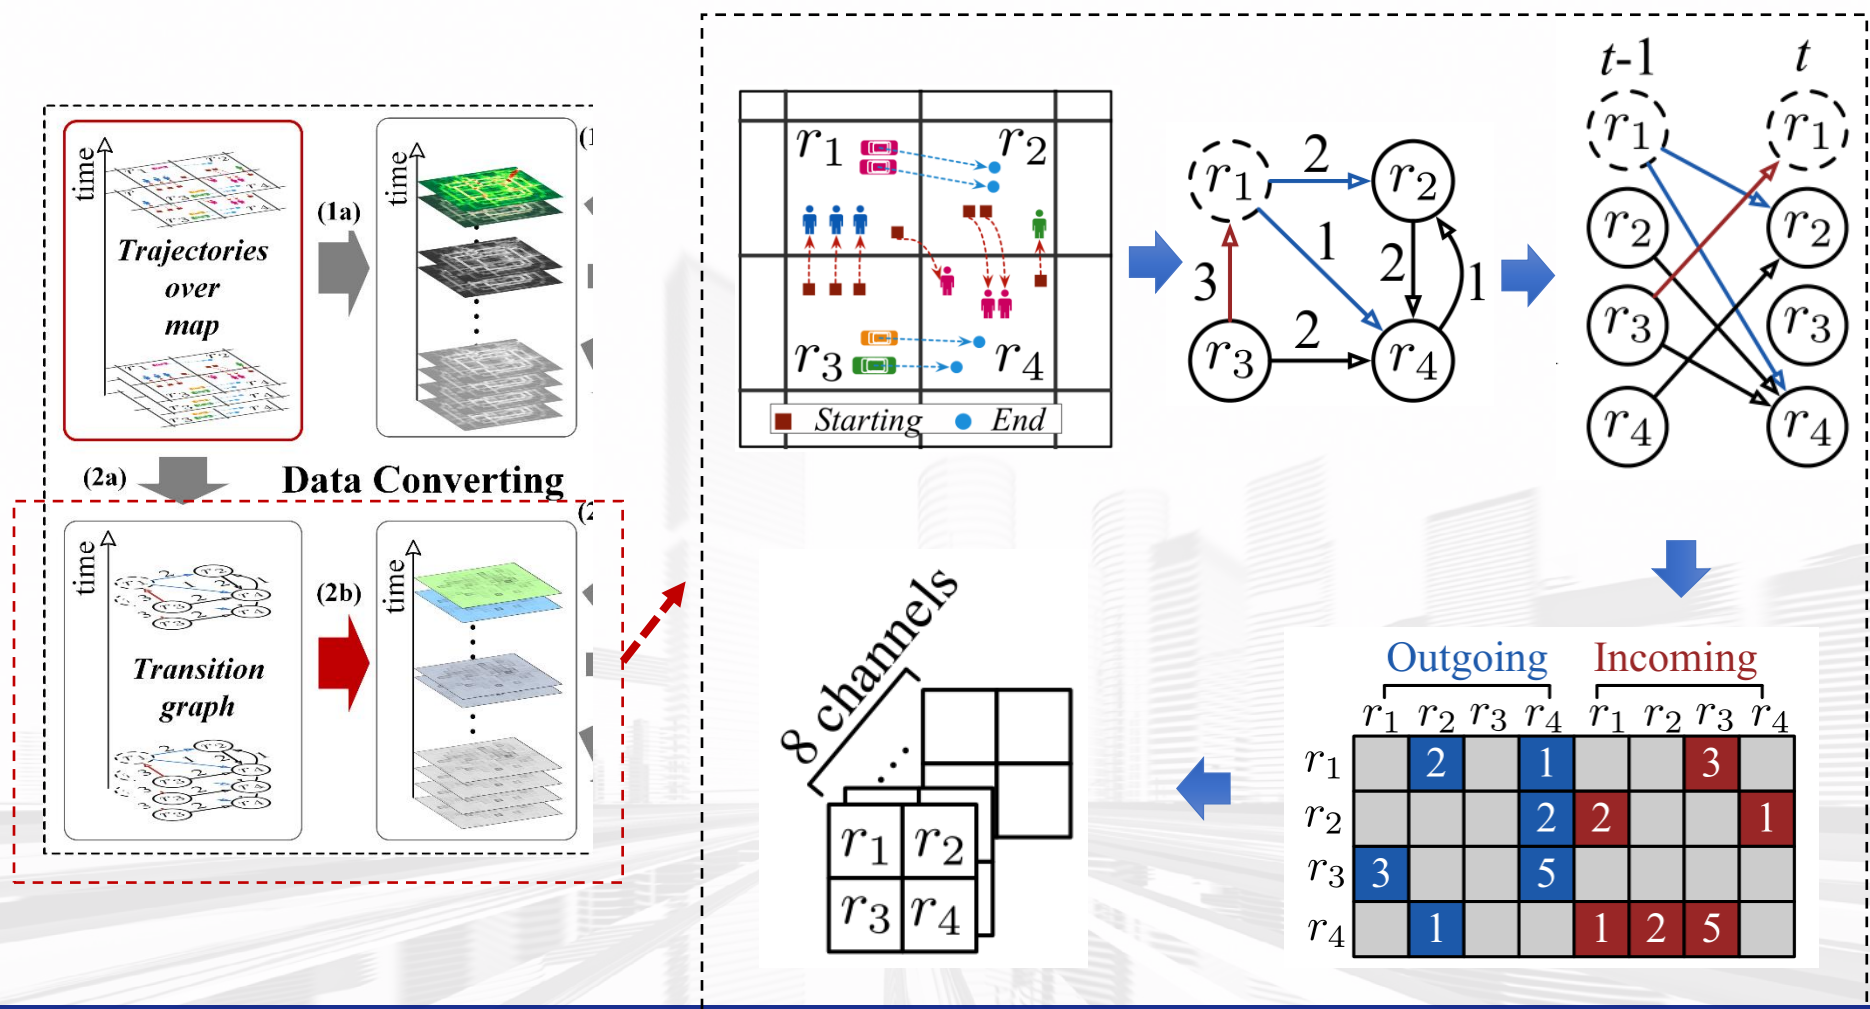 time
Trajectories
over
map
(1a)
time
(1
(2a)
Data Converting
(2
time
Transition
graph
(2b)
time
r1
r2
r3
r4
Starting
End
r1
2
r2
1
2
1
3
r3
2
r4
t-1
t
r1
r1
r2
r2
r3
r3
r4
r4
Outgoing
Incoming
r1 r2 r3 r4 r1 r2 r3 r4
r1 2 1 3
r2 2 2 1
r3 3 5
r4 1 1 2 5
8 channels
...
r1 r2
r3 r4